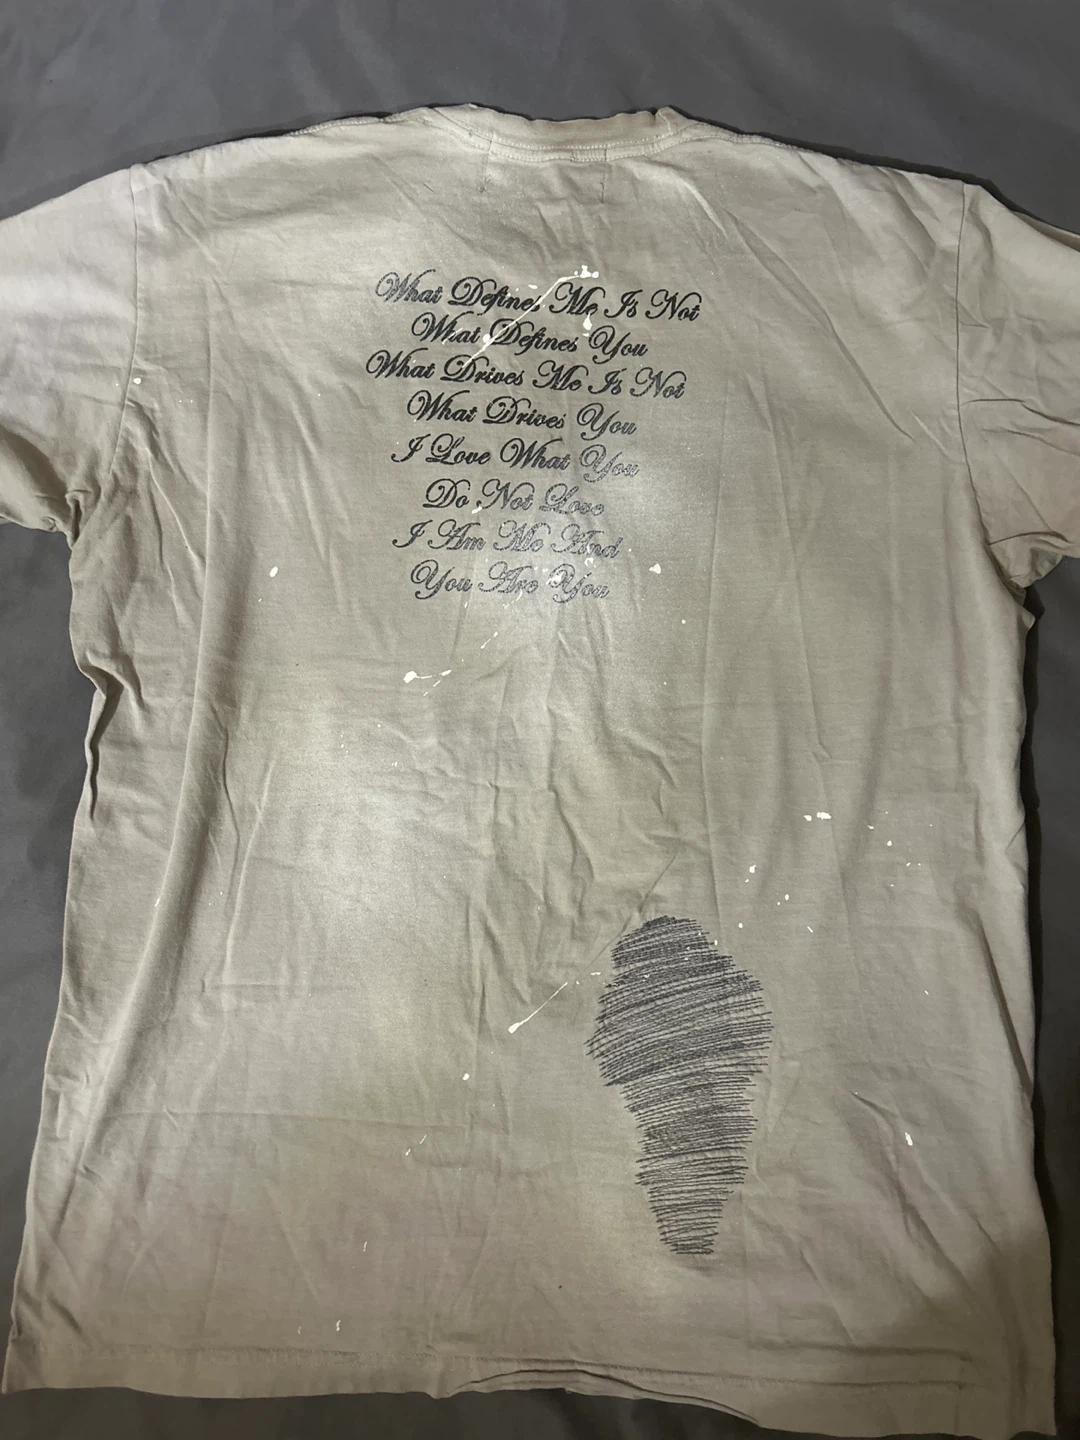 What Defines Me Is Not
What Defines You
What Drives Me Is Not
What Drives You
I Love What You
Do Not Love
I Am Me And
You Are You